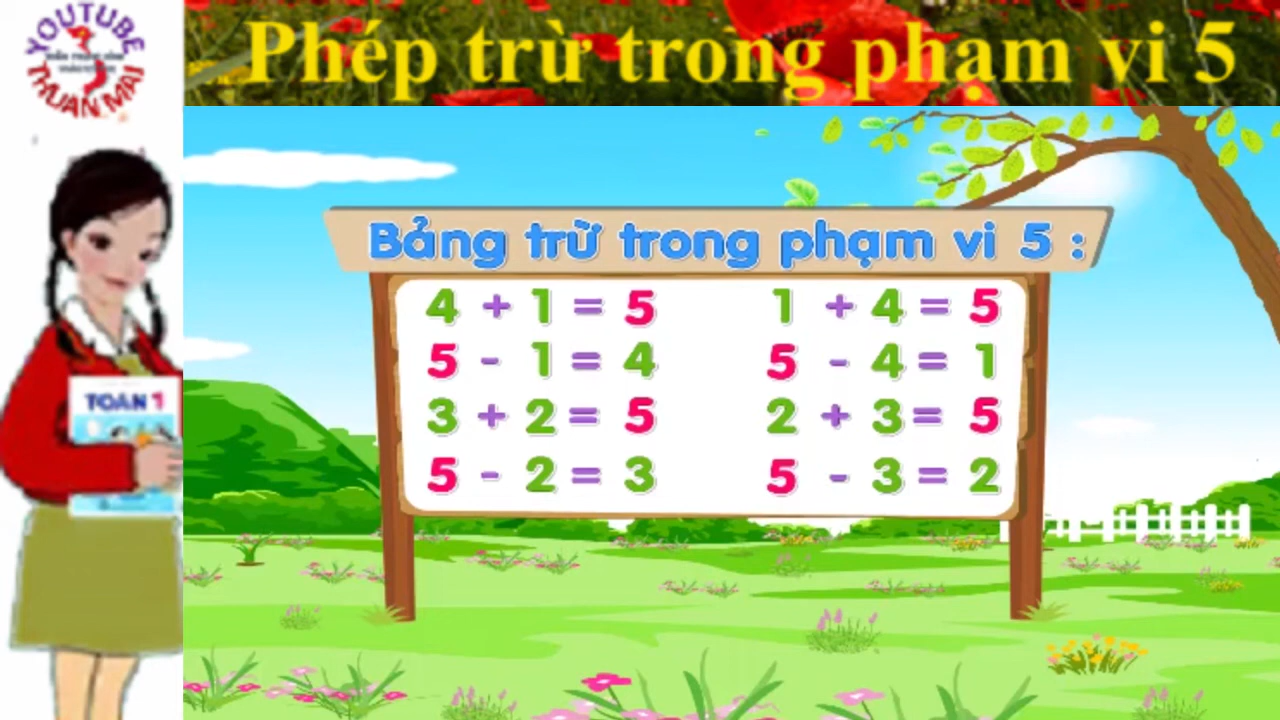 YOUTUBE
THUAN MAI
Phép trừ trong phạm vi 5
TOÁN 1
Bảng trừ trong phạm vi 5 :
4 + 1 = 5 1 + 4 = 5
5 - 1 = 4 5 - 4 = 1
3 + 2 = 5 2 + 3 = 5
5 - 2 = 3 5 - 3 = 2